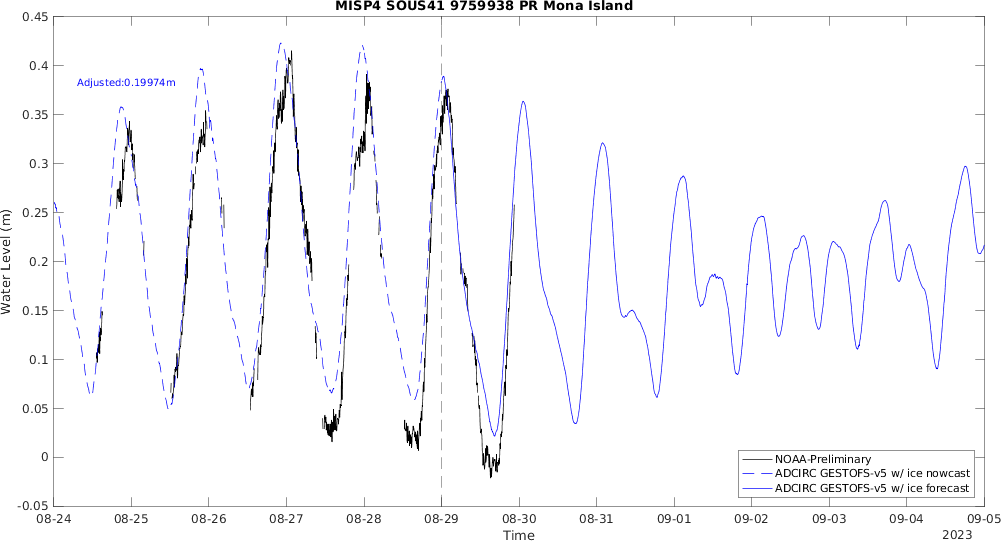 MISP4 SOUS41 9759938 PR Mona Island
Adjusted:0.19974m
Water Level (m)
0.45
0.4
0.35
0.3
0.25
0.2
0.15
0.1
0.05
0
-0.05
NOAA-Preliminary
ADCIRC GESTOFS-v5 w/ ice nowcast
ADCIRC GESTOFS-v5 w/ ice forecast
08-24 08-25 08-26 08-27 08-28 08-29 08-30 08-31 09-01 09-02 09-03 09-04 09-05
Time
2023